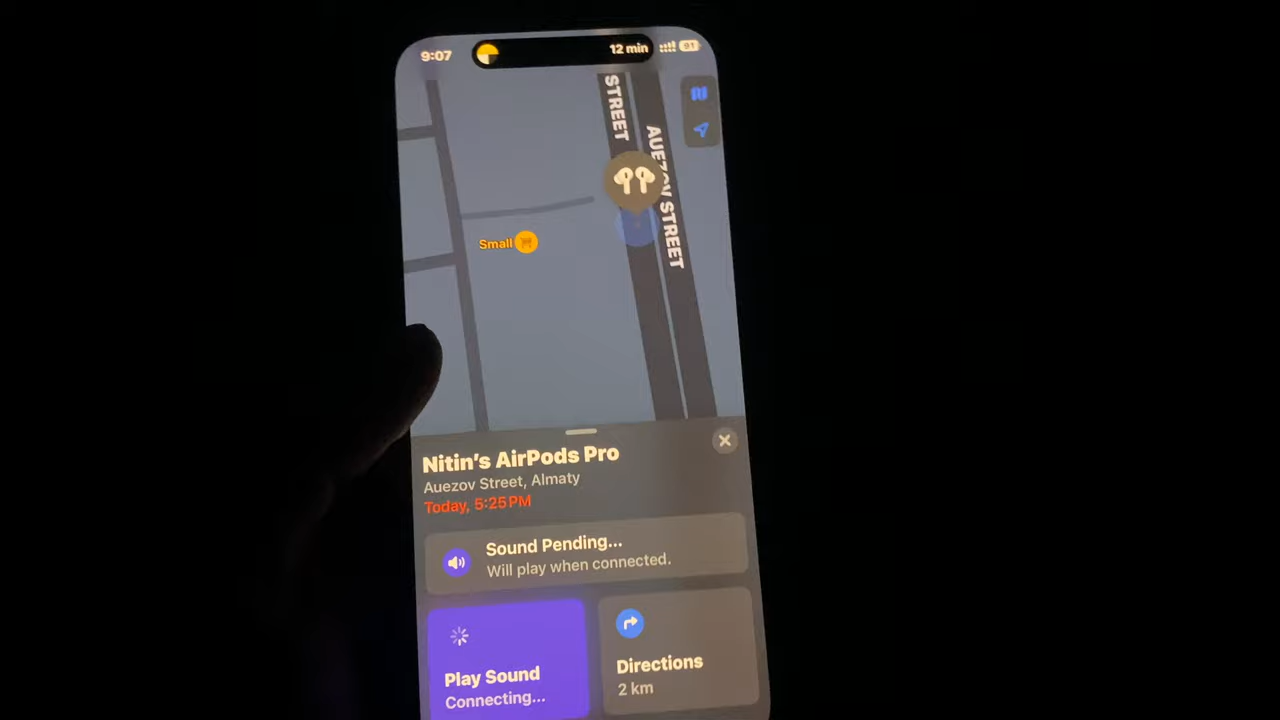 9:07
12 min
91
STREET
AUEZOV STREET
Small
Nitin's AirPods Pro
Auezov Street, Almaty
Today, 5:25 PM
Sound Pending...
Will play when connected.
Play Sound
Connecting...
Directions
2 km